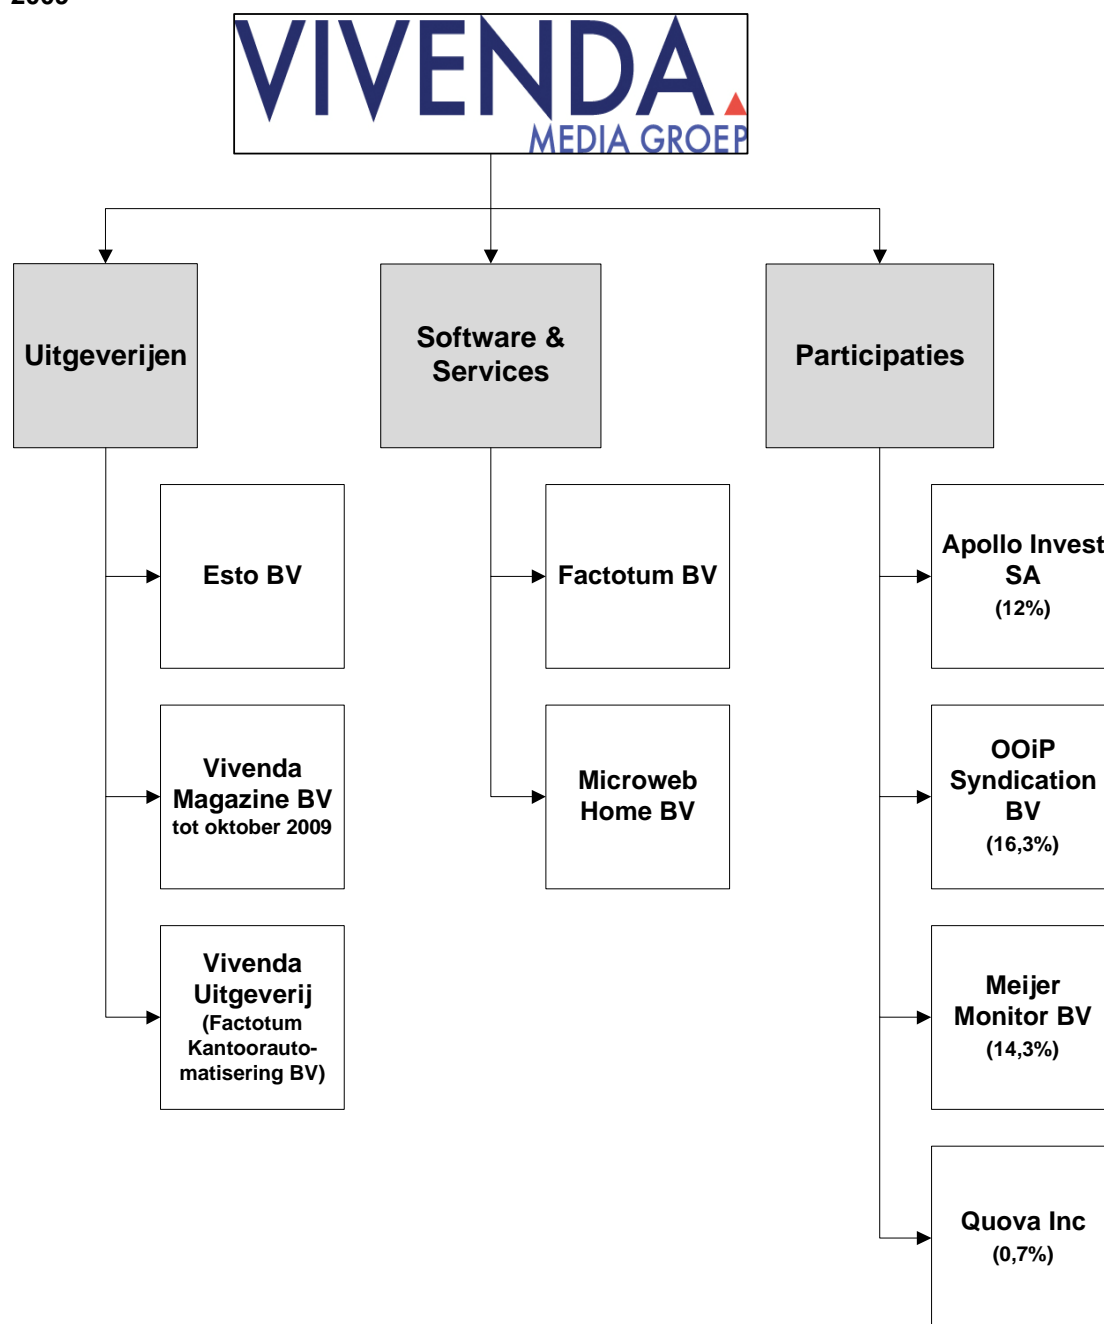 VIVENDA
MEDIA GROEP
Uitgeverijen
Software &
Services
Participaties
Esto BV
Vivenda
Magazine BV
tot oktober 2009
Vivenda
Uitgeverij
(Factotum
Kantoorauto-
matisering BV)
Factotum BV
Microweb
Home BV
Apollo Invest
SA
(12%)
OOiP
Syndication
BV
(16,3%)
Meijer
Monitor BV
(14,3%)
Quova Inc
(0,7%)